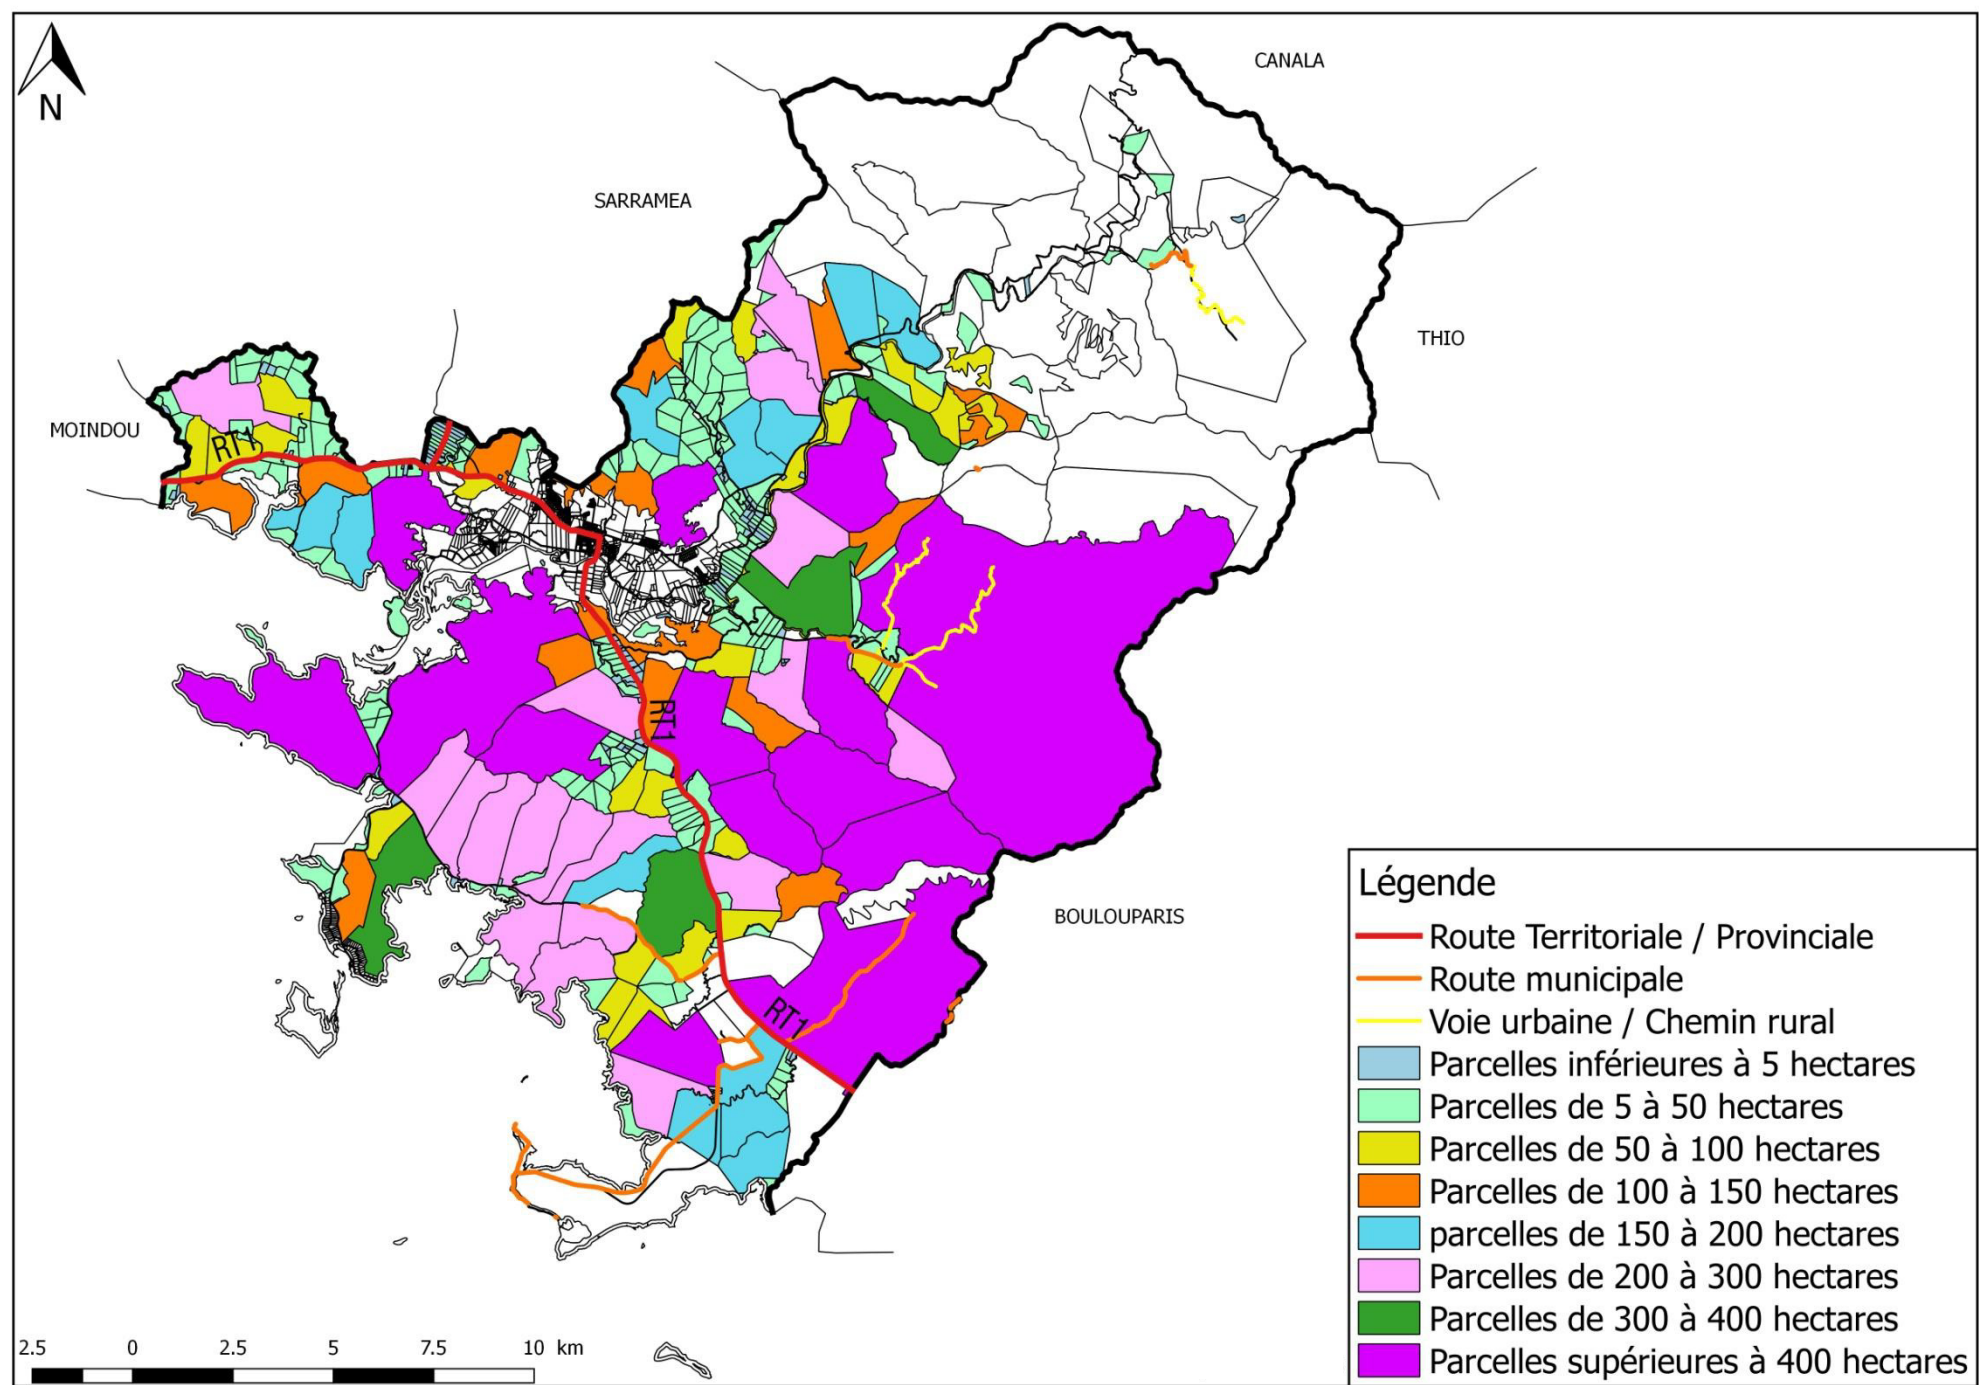 CANALA
N
SARRAMEA
THIO
MOINDOU
RT1
RT1
BOULOUPARIS
RT1
Légende
Route Territoriale / Provinciale
Route municipale
Voie urbaine / Chemin rural
Parcelles inférieures à 5 hectares
Parcelles de 5 à 50 hectares
Parcelles de 50 à 100 hectares
Parcelles de 100 à 150 hectares
parcelles de 150 à 200 hectares
Parcelles de 200 à 300 hectares
Parcelles de 300 à 400 hectares
Parcelles supérieures à 400 hectares
2.5 0 2.5 5 7.5 10 km